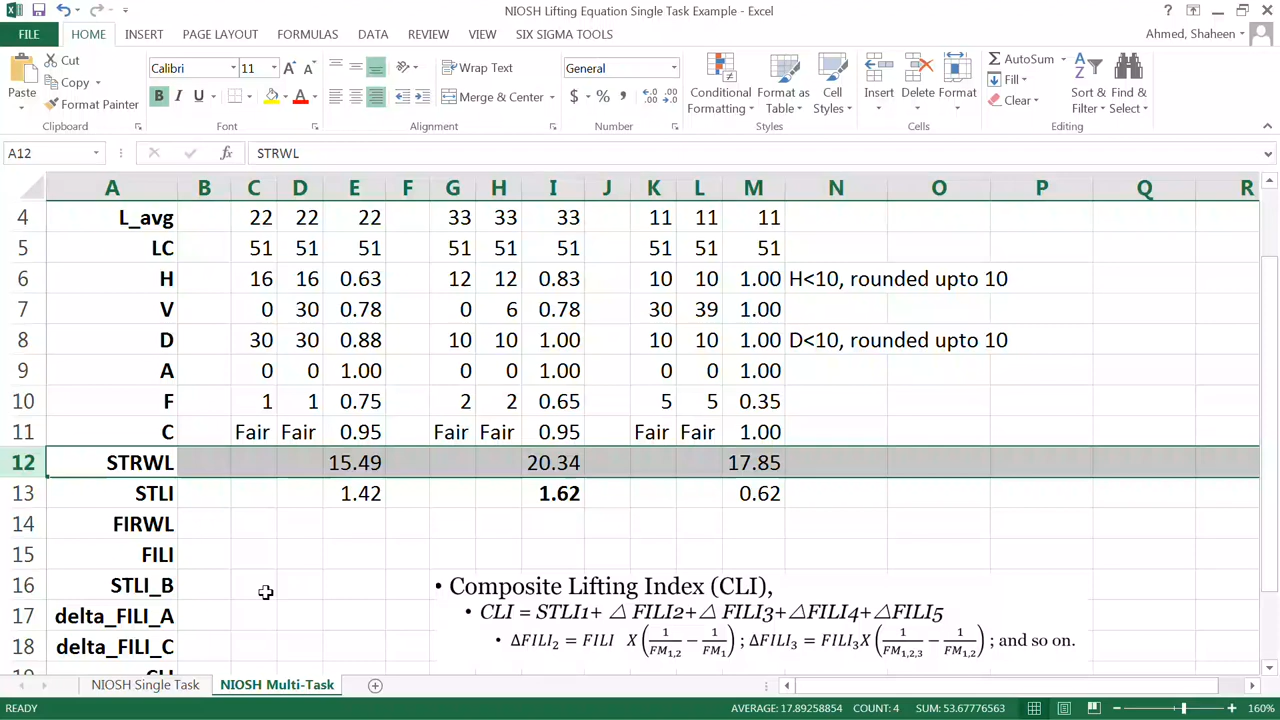 NIOSH Lifting Equation Single Task Example - Excel
FILE HOME INSERT PAGE LAYOUT FORMULAS DATA REVIEW VIEW SIX SIGMA TOOLS Ahmed, Shaheen
Paste Cut Copy Format Painter Clipboard
Calibri 11 B I U A Font
Wrap Text Merge & Center Alignment
General $ % , Number
Conditional Formatting Format as Table Cell Styles Styles
Insert Delete Format Cells
AutoSum Fill Clear Sort & Filter Find & Select Editing
A12 fx STRWL
A B C D E F G H I J K L M N O P Q R
4 L_avg 22 22 22 33 33 33 11 11 11
5 LC 51 51 51 51 51 51 51 51 51
6 H 16 16 0.63 12 12 0.83 10 10 1.00 H<10, rounded upto 10
7 V 0 30 0.78 0 6 0.78 30 39 1.00
8 D 30 30 0.88 10 10 1.00 10 10 1.00 D<10, rounded upto 10
9 A 0 0 1.00 0 0 1.00 0 0 1.00
10 F 1 1 0.75 2 2 0.65 5 5 0.35
11 C Fair Fair 0.95 Fair Fair 0.95 Fair Fair 1.00
12 STRWL 15.49 20.34 17.85
13 STLI 1.42 1.62 0.62
14 FIRWL
15 FILI
16 STLI_B
17 delta_FILI_A
18 delta_FILI_C
• Composite Lifting Index (CLI),
• CLI = STLI1+ △ FILI2+△ FILI3+△FILI4+△FILI5
• ΔFILI₂ = FILI X(1/FM₁,₂ − 1/FM₁) ; ΔFILI₃ = FILI₃X(1/FM₁,₂,₃ − 1/FM₁,₂) ; and so on.
NIOSH Single Task NIOSH Multi-Task
READY AVERAGE: 17.89258854 COUNT: 4 SUM: 53.67776563 160%